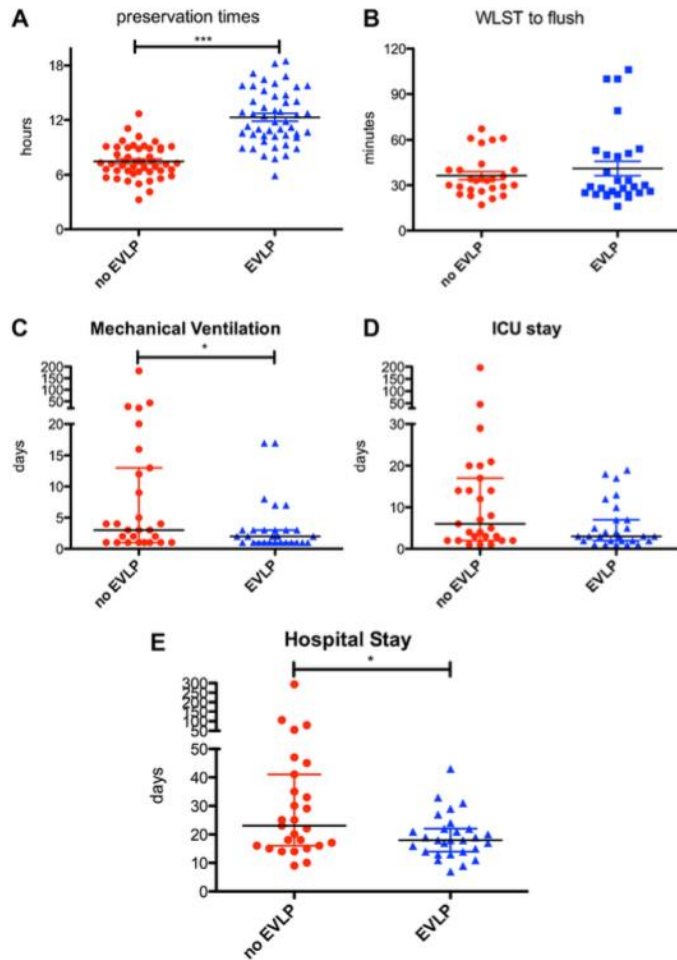 A
preservation times
***
hours
18
12
6
0
no EVLP
EVLP
B
WLST to flush
minutes
120
90
60
30
0
no EVLP
EVLP
C
Mechanical Ventilation
*
days
200
150
100
50
20
15
10
5
0
no EVLP
EVLP
D
ICU stay
days
200
150
100
50
30
20
10
0
no EVLP
EVLP
E
Hospital Stay
*
days
300
250
200
150
100
50
50
40
30
20
10
0
no EVLP
EVLP